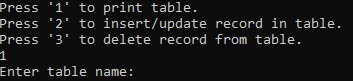 Press '1' to print table.
Press '2' to insert/update record in table.
Press '3' to delete record from table.
1
Enter table name: